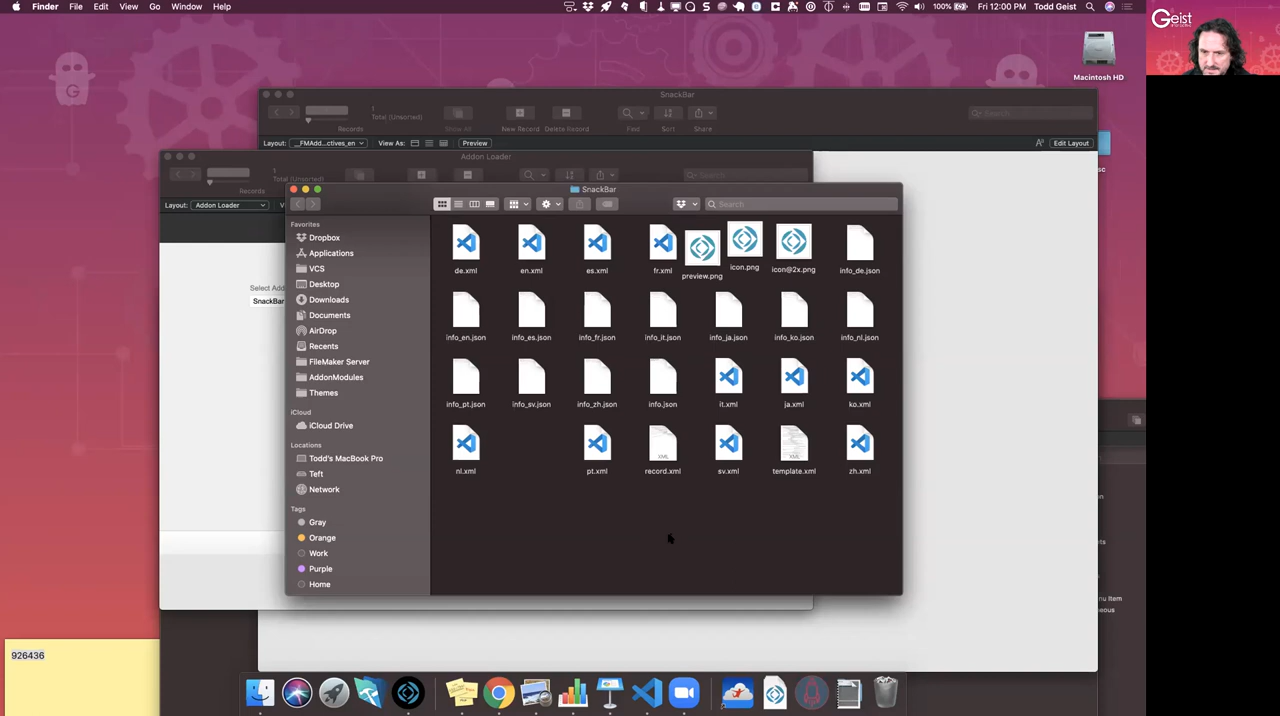 Finder File Edit View Go Window Help
100% Fri 12:00 PM Todd Geist
Geist
G
Macintosh HD
SnackBar
1
Total (Unsorted)
Records Show All New Record Delete Record Find Sort Share
Search
Layout: __FMAdd...ctives_en View As: Preview Edit Layout
Addon Loader
1
Total (Unsorted)
Records
Search
Layout: Addon Loader
Select Add
SnackBar
SnackBar
Search
Favorites
Dropbox
Applications
VCS
Desktop
Downloads
Documents
AirDrop
Recents
FileMaker Server
AddonModules
Themes
iCloud
iCloud Drive
Locations
Todd's MacBook Pro
Teft
Network
Tags
Gray
Orange
Work
Purple
Home
de.xml en.xml es.xml fr.xml preview.png icon.png icon@2x.png info_de.json
info_en.json info_es.json info_fr.json info_it.json info_ja.json info_ko.json info_nl.json
info_pt.json info_sv.json info_zh.json info.json it.xml ja.xml ko.xml
XML XML
nl.xml pt.xml record.xml sv.xml template.xml zh.xml
926436